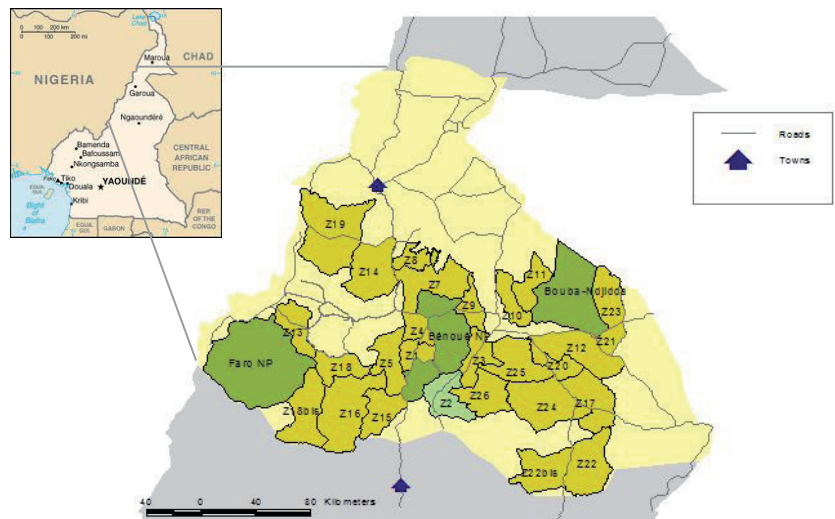 Lake
Chad
0 100 200 km
0 100 200 mi
Maroua
CHAD
NIGERIA
Garoua
Ngaoundéré
Bamenda
Bafoussam
Nkongsamba
CENTRAL
AFRICAN
REPUBLIC
Tiko
Fako
Douala
YAOUNDÉ
EQUA.
GUI.
Kribi
Bight
of
Biafra
EQUA.
GUI.
GABON
REP.
OF THE
CONGO
Roads
Towns
Z19
Z14
Z8
Z7
Z11
Bouba-Ndjidda
Z9
Z10
Z23
Z13
Z4
Bénoué NP
Z21
Z12
Faro NP
Z1
Z3
Z18
Z5
Z25
Z20
Z26
Z2
Z18bis
Z16
Z15
Z24
Z17
Z22bis
Z22
40 0 40 80 Kilometers